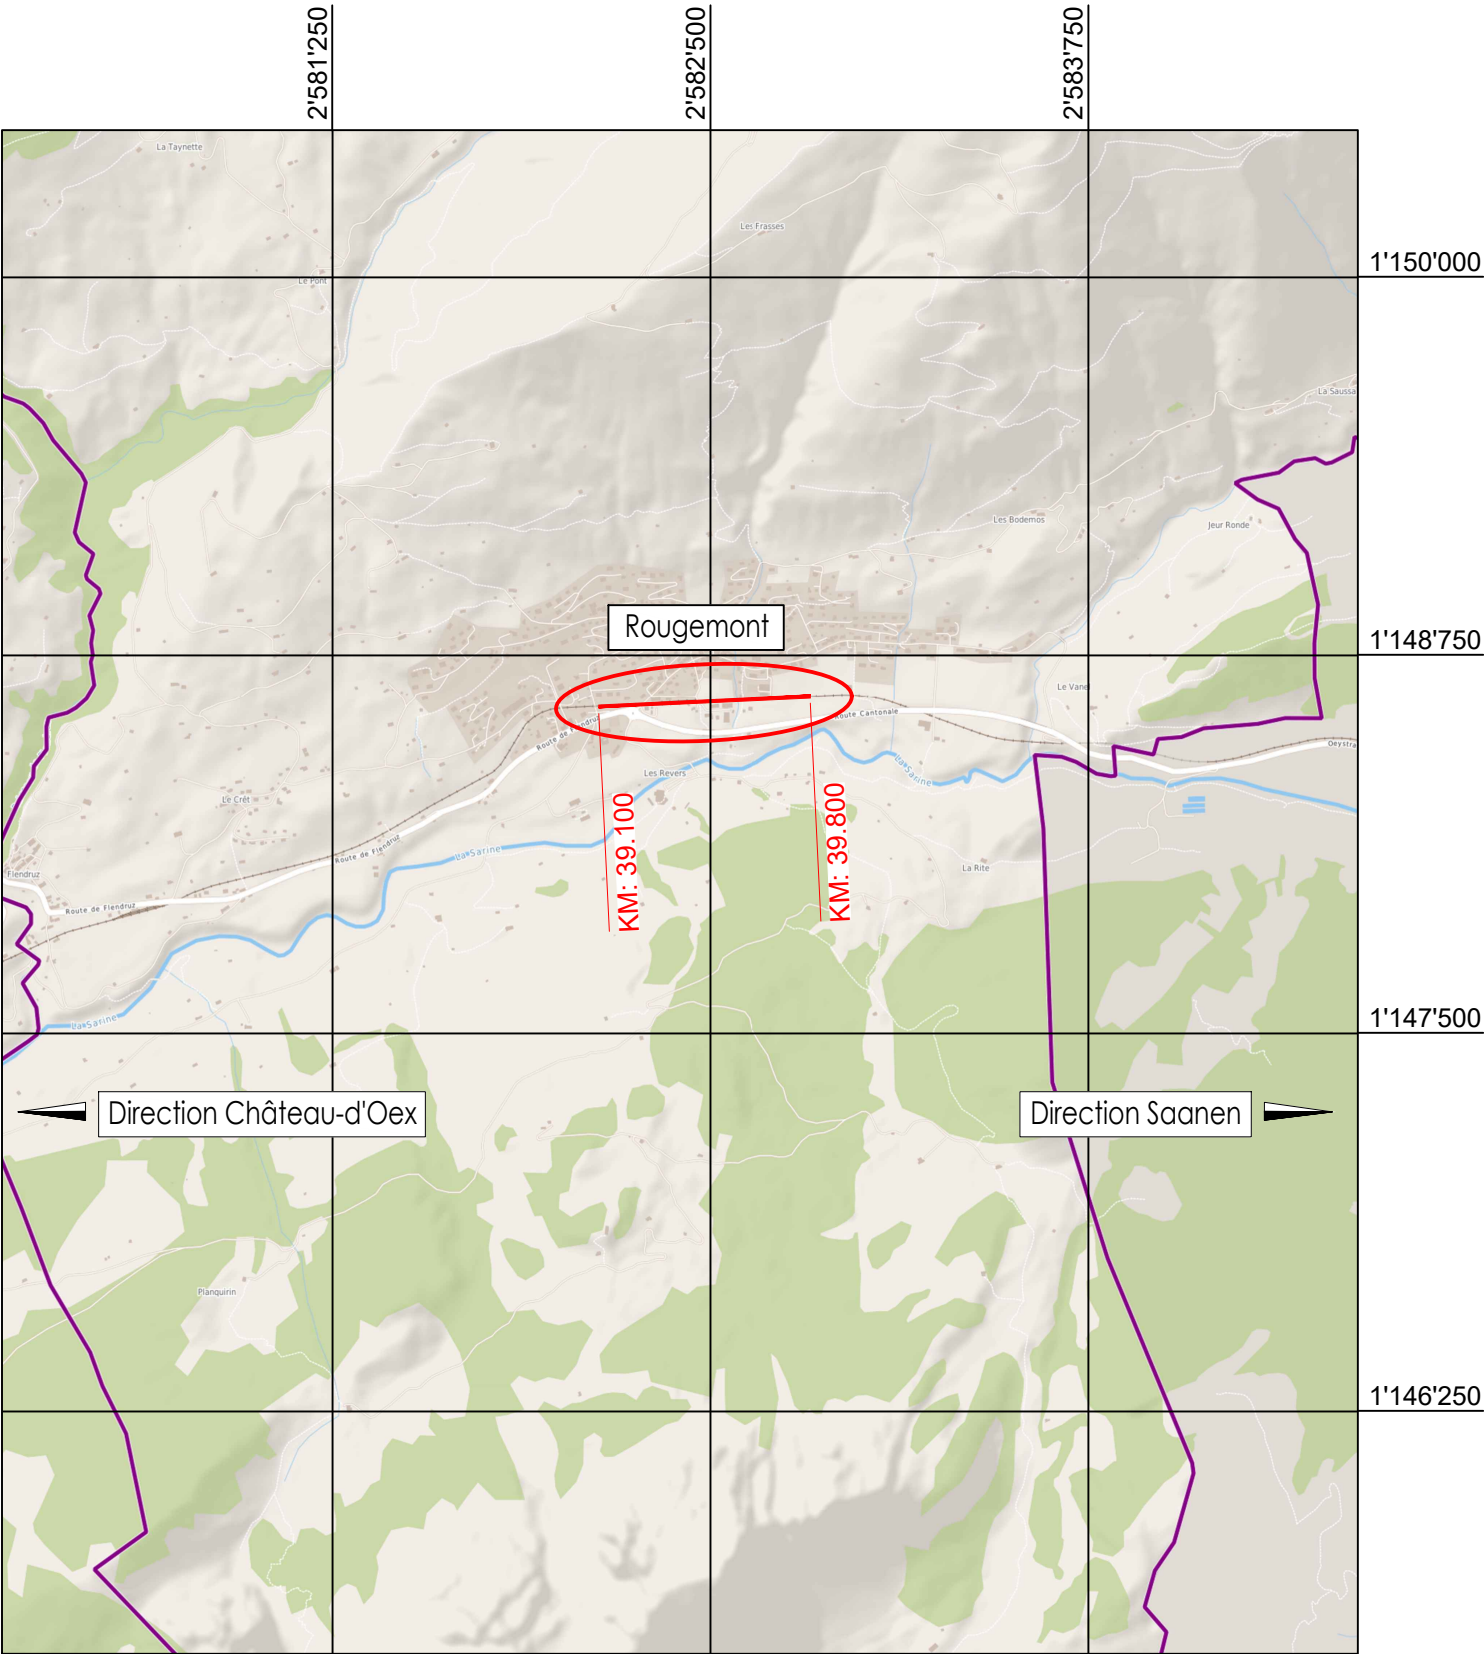 2'581'250
2'582'500
2'583'750
La Taynette
Les Frasses
1'150'000
Le Pont
La Saussa
Les Bodemos
Jeur Ronde
Rougemont
1'148'750
Le Vanel
Route de Flendruz
Route Cantonale
Oeystra
Les Revers
La Sarine
Le Crêt
KM: 39.100
KM: 39.800
Route de Flendruz
La Sarine
La Rite
Flendruz
Route de Flendruz
La Sarine
1'147'500
Direction Château-d'Oex
Direction Saanen
Planquirin
1'146'250